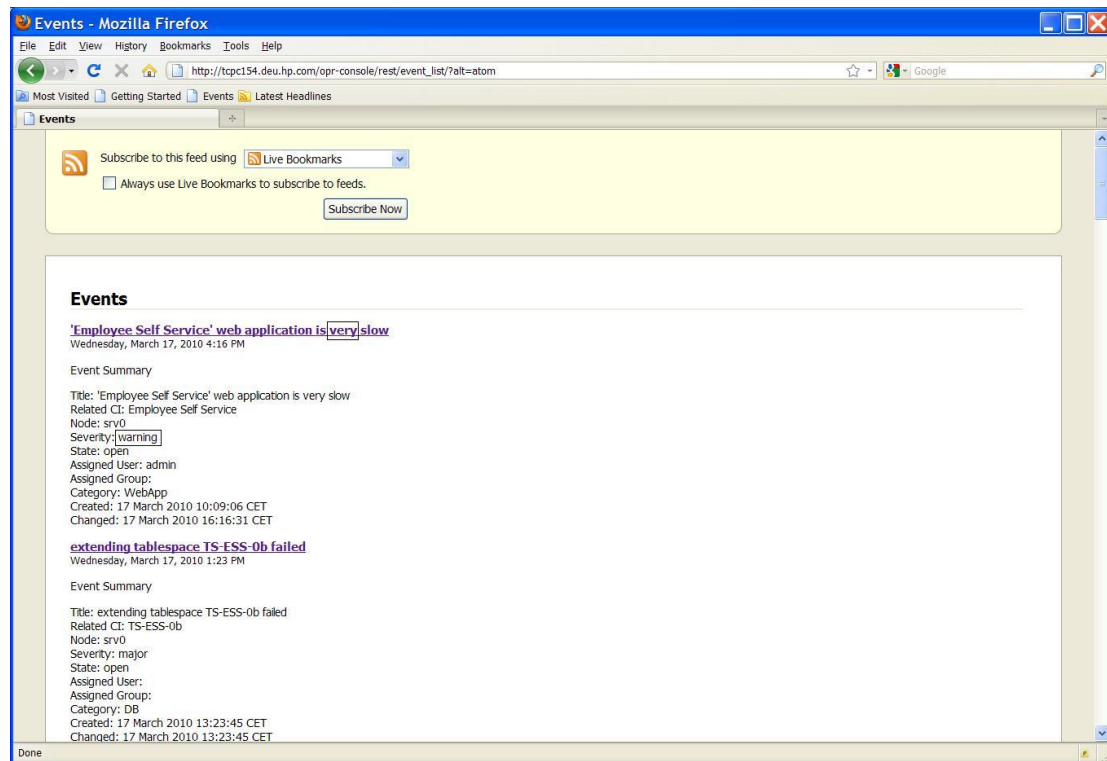 Events - Mozilla Firefox
File Edit View History Bookmarks Tools Help
http://tcpc154.deu.hp.com/opr-console/rest/event_list/?alt=atom
Google
Most Visited Getting Started Events Latest Headlines
Events
Subscribe to this feed using Live Bookmarks
Always use Live Bookmarks to subscribe to feeds.
Subscribe Now
Events
'Employee Self Service' web application is very slow
Wednesday, March 17, 2010 4:16 PM
Event Summary
Title: 'Employee Self Service' web application is very slow
Related CI: Employee Self Service
Node: srv0
Severity: warning
State: open
Assigned User: admin
Assigned Group:
Category: WebApp
Created: 17 March 2010 10:09:06 CET
Changed: 17 March 2010 16:16:31 CET
extending tablespace TS-ESS-0b failed
Wednesday, March 17, 2010 1:23 PM
Event Summary
Title: extending tablespace TS-ESS-0b failed
Related CI: TS-ESS-0b
Node: srv0
Severity: major
State: open
Assigned User:
Assigned Group:
Category: DB
Created: 17 March 2010 13:23:45 CET
Changed: 17 March 2010 13:23:45 CET
Done